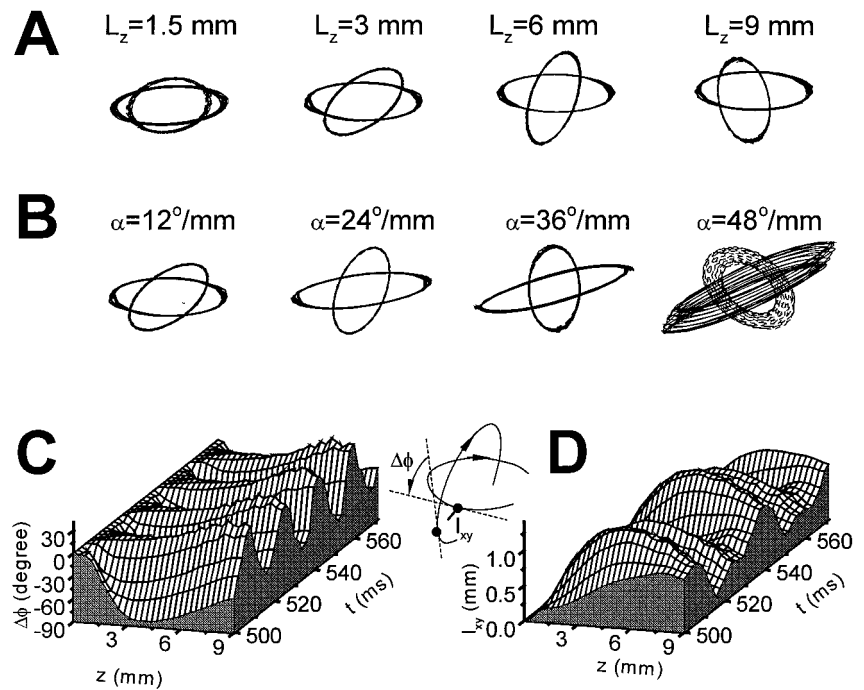 A
L_z=1.5 mm
L_z=3 mm
L_z=6 mm
L_z=9 mm
B
α=12°/mm
α=24°/mm
α=36°/mm
α=48°/mm
C
Δφ (degree)
30
0
-30
-60
-90
3
6
9
z (mm)
500
520
540
560
t (ms)
Δφ
l_xy
D
l_xy (mm)
1.0
0.5
0.0
3
6
9
z (mm)
500
520
540
560
t (ms)